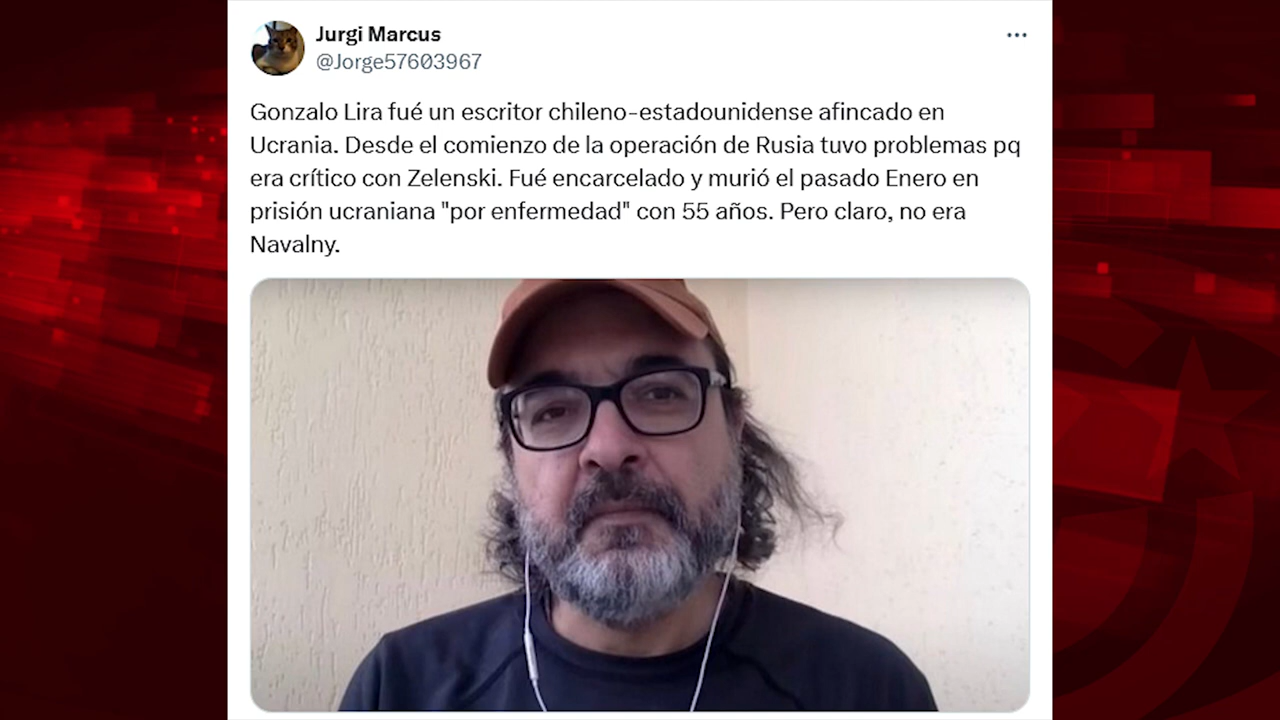 Jurgi Marcus
@Jorge57603967
Gonzalo Lira fué un escritor chileno-estadounidense afincado en
Ucrania. Desde el comienzo de la operación de Rusia tuvo problemas pq
era crítico con Zelenski. Fué encarcelado y murió el pasado Enero en
prisión ucraniana "por enfermedad" con 55 años. Pero claro, no era
Navalny.